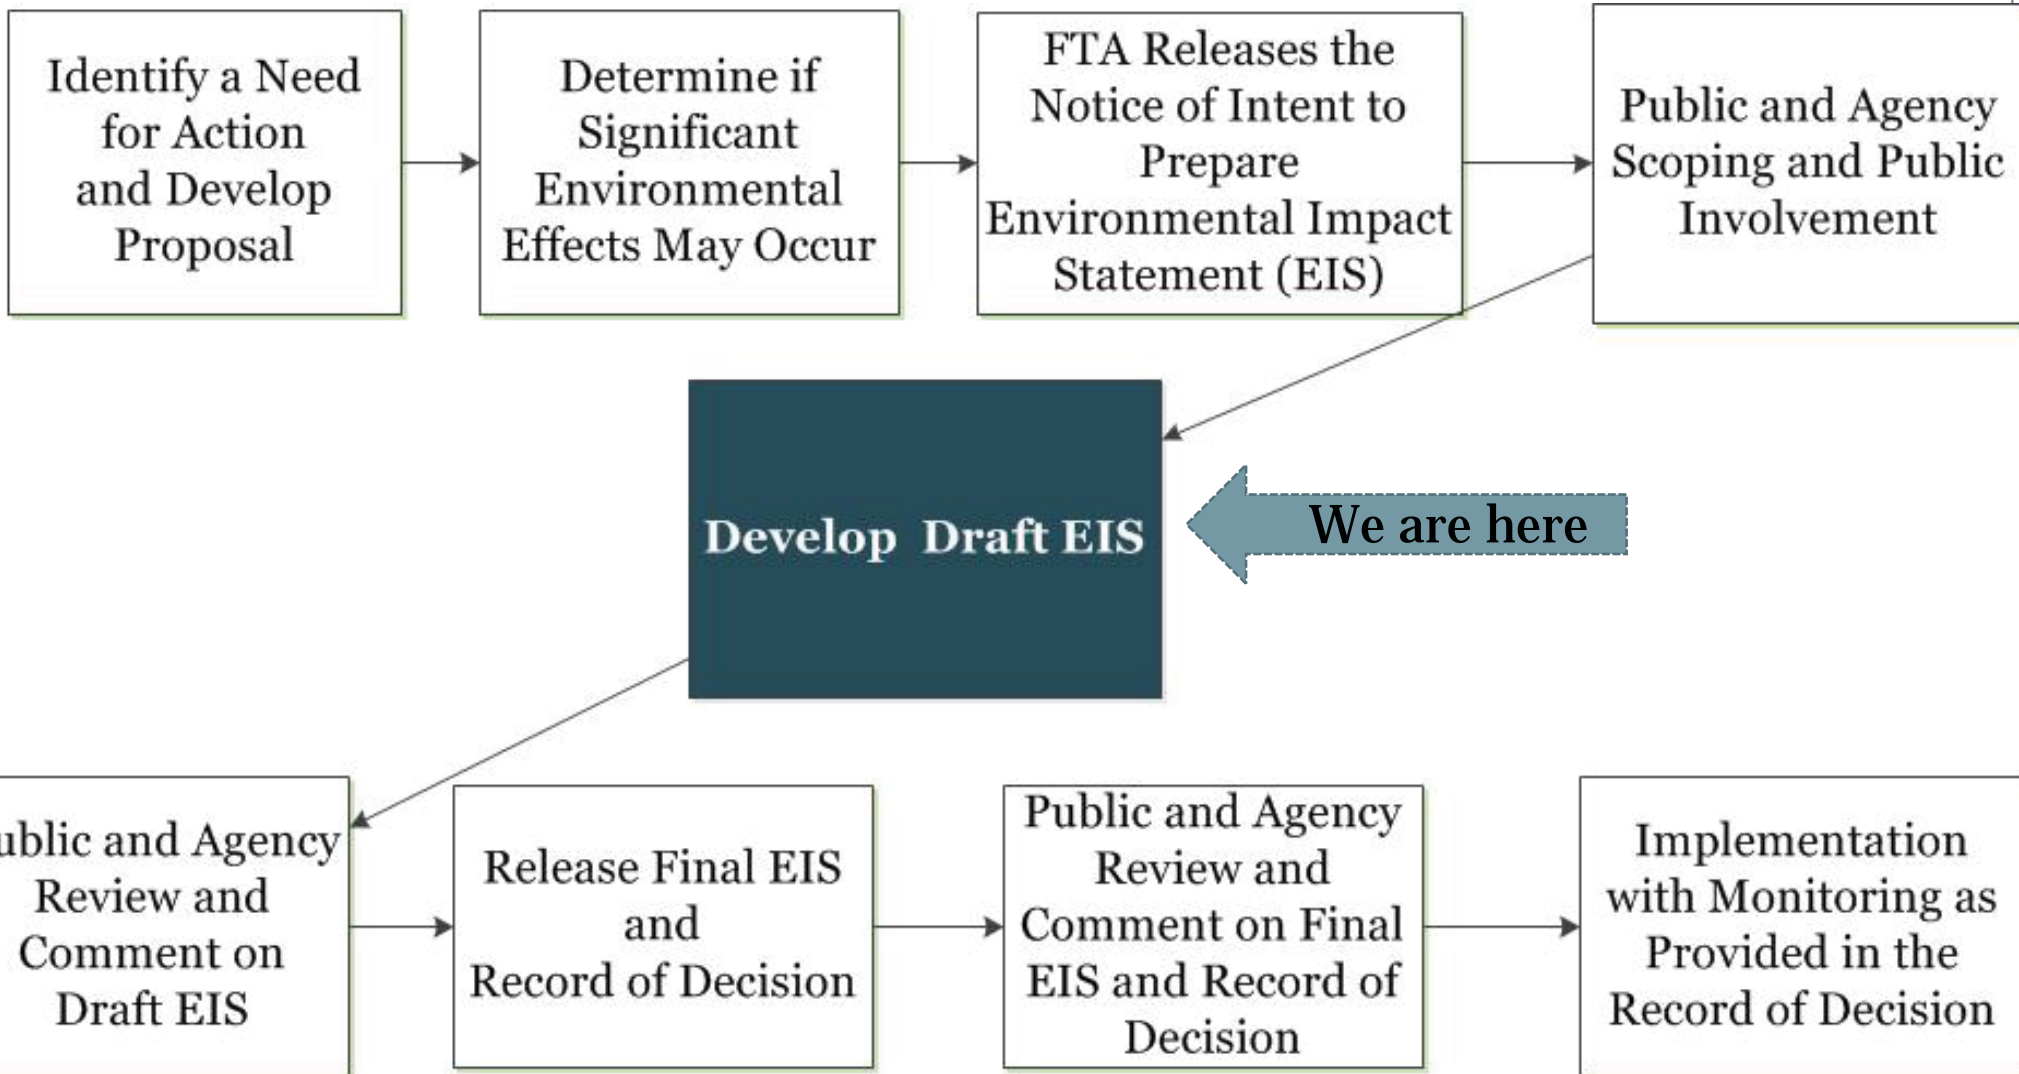 Identify a Need
for Action
and Develop
Proposal
Determine if
Significant
Environmental
Effects May Occur
FTA Releases the
Notice of Intent to
Prepare
Environmental Impact
Statement (EIS)
Public and Agency
Scoping and Public
Involvement
Develop Draft EIS
We are here
ublic and Agency
Review and
Comment on
Draft EIS
Release Final EIS
and
Record of Decision
Public and Agency
Review and
Comment on Final
EIS and Record of
Decision
Implementation
with Monitoring as
Provided in the
Record of Decision